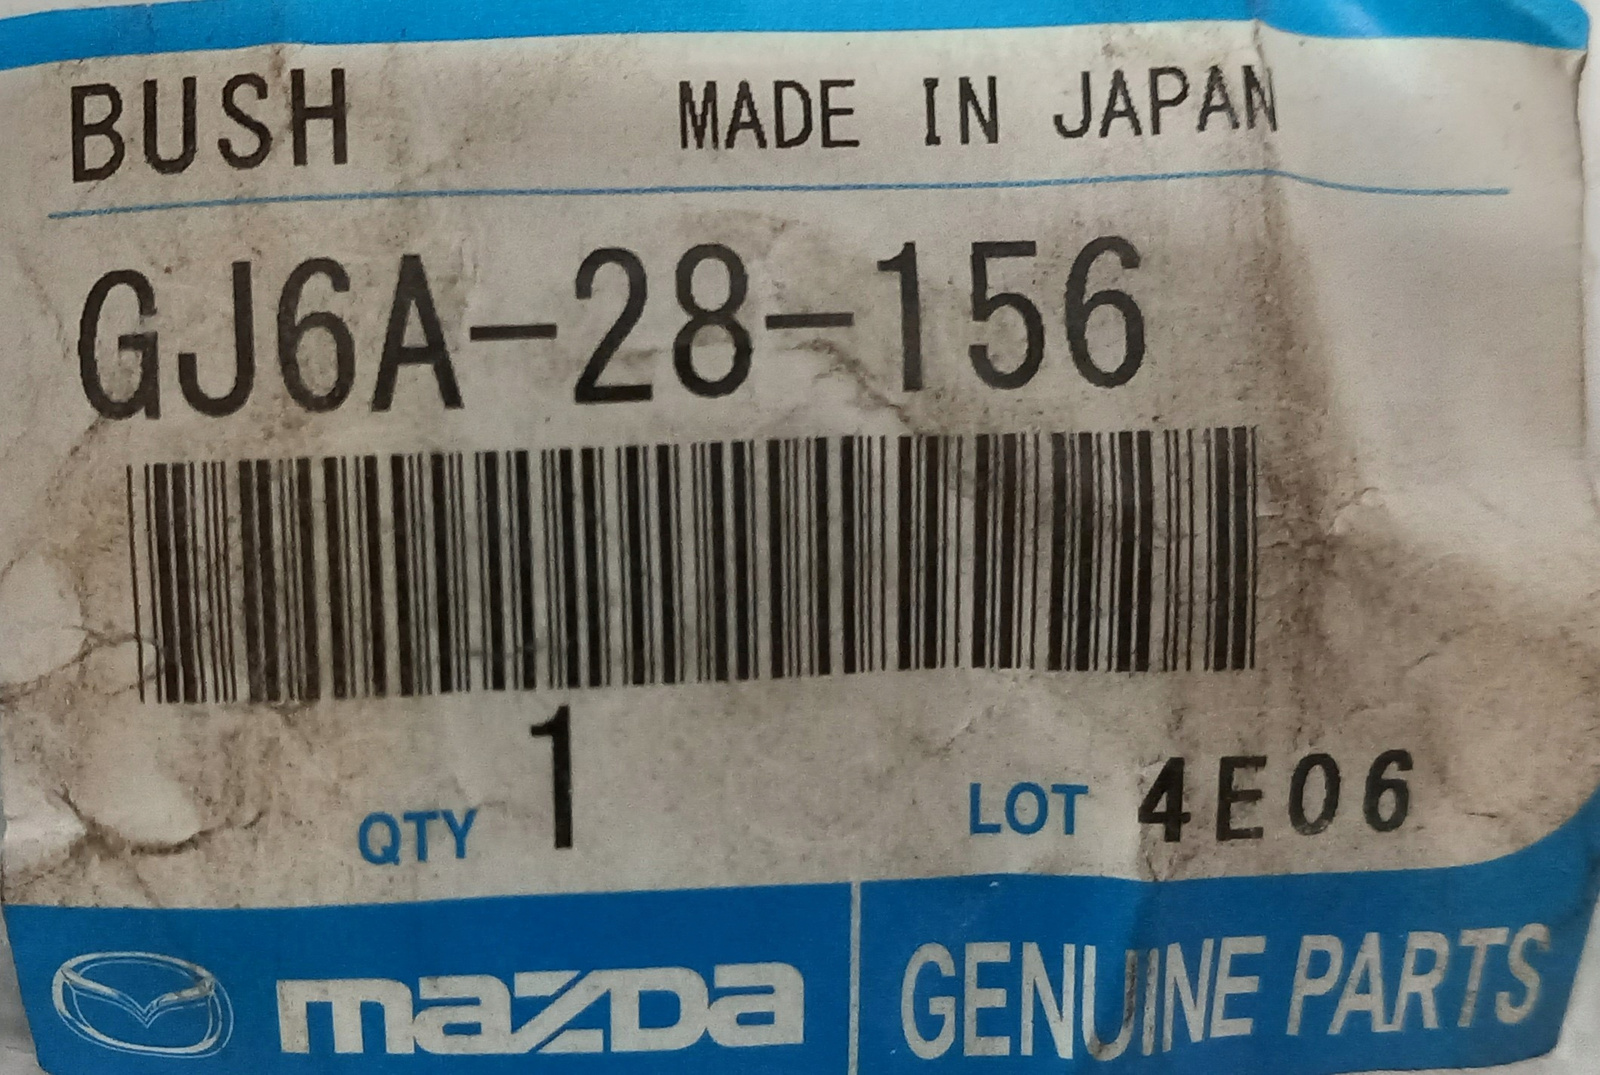 BUSH MADE IN JAPAN
GJ6A-28-156
QTY 1 LOT 4E06
mazda GENUINE PARTS